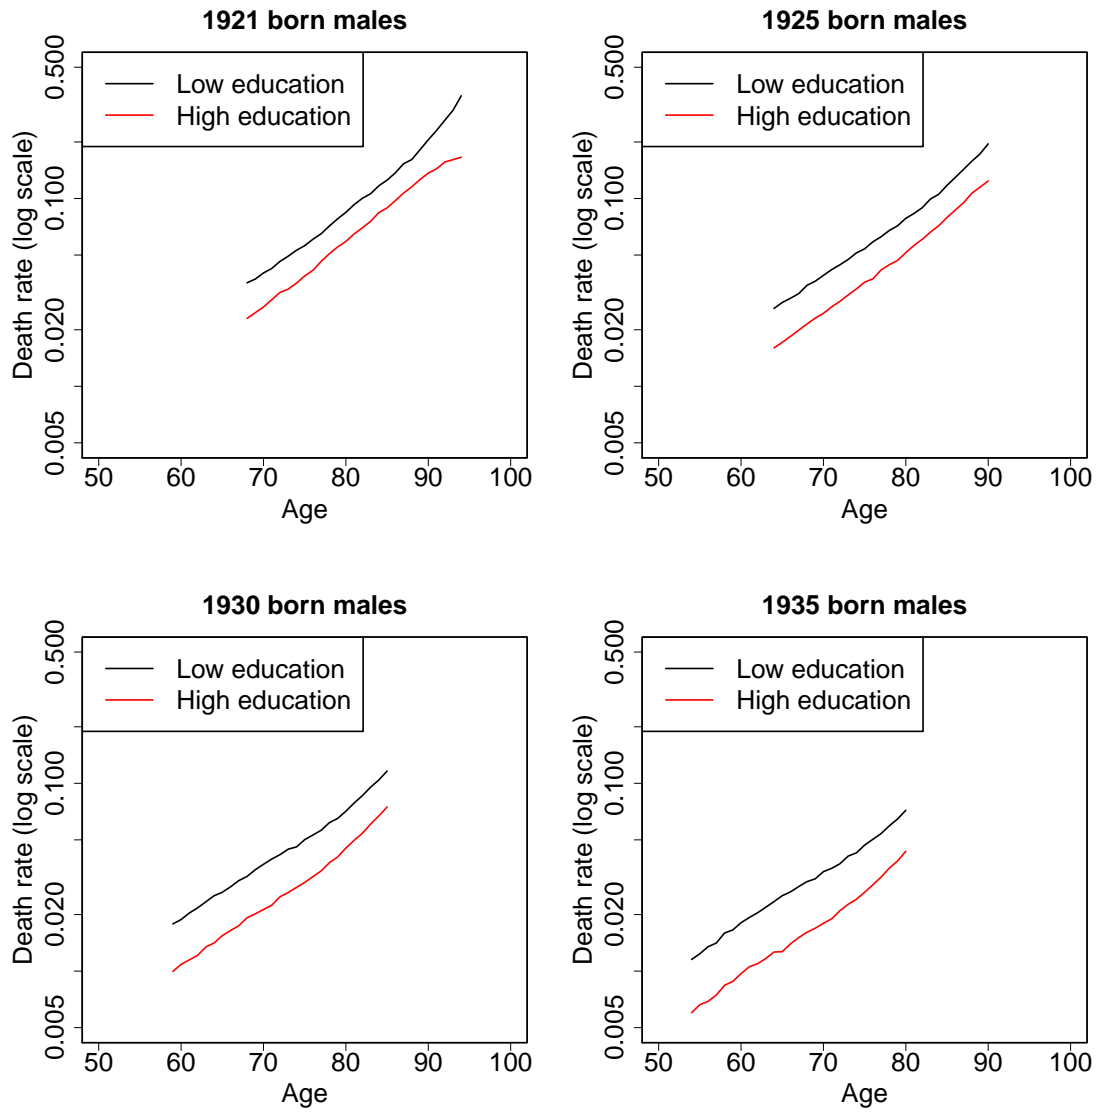 1921 born males
Low education
High education
Death rate (log scale)
0.005 0.020 0.100 0.500
50 60 70 80 90 100
Age
1925 born males
Low education
High education
Death rate (log scale)
0.005 0.020 0.100 0.500
50 60 70 80 90 100
Age
1930 born males
Low education
High education
Death rate (log scale)
0.005 0.020 0.100 0.500
50 60 70 80 90 100
Age
1935 born males
Low education
High education
Death rate (log scale)
0.005 0.020 0.100 0.500
50 60 70 80 90 100
Age